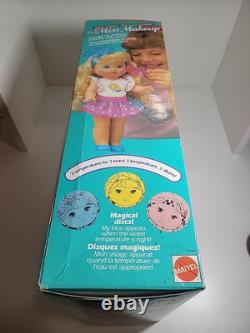 Miss Makeup
3 temperatures for 3 looks! 3 températures, 3 allures!
Magical
discs!
My face appears
when the water
temperature is right!
Disques magiques!
Mon visage apparaît
quand la température de
l'eau est appropriée!
MATTEL